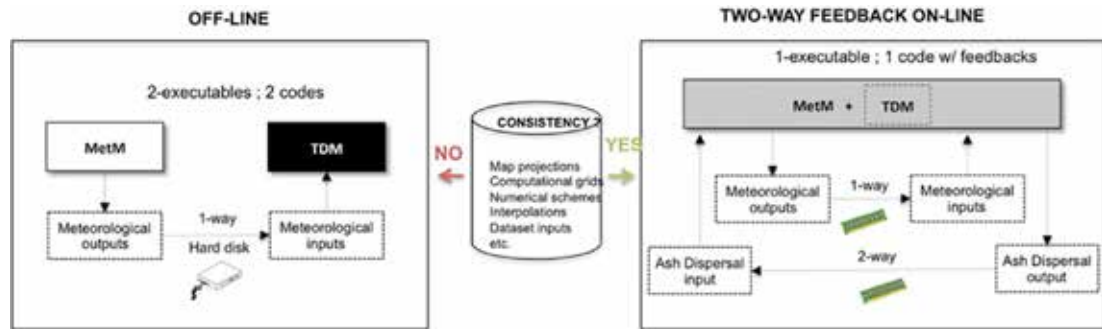 OFF-LINE
2-executables ; 2 codes
MetM
TDM
Meteorological
outputs
1-way
Hard disk
Meteorological
inputs
NO
CONSISTENCY ?
Map projections
Computational grids
Numerical schemes
Interpolations
Dataset inputs
etc.
YES
TWO-WAY FEEDBACK ON-LINE
1-executable ; 1 code w/ feedbacks
MetM + TDM
Meteorological
outputs
1-way
Meteorological
inputs
Ash Dispersal
input
2-way
Ash Dispersal
output